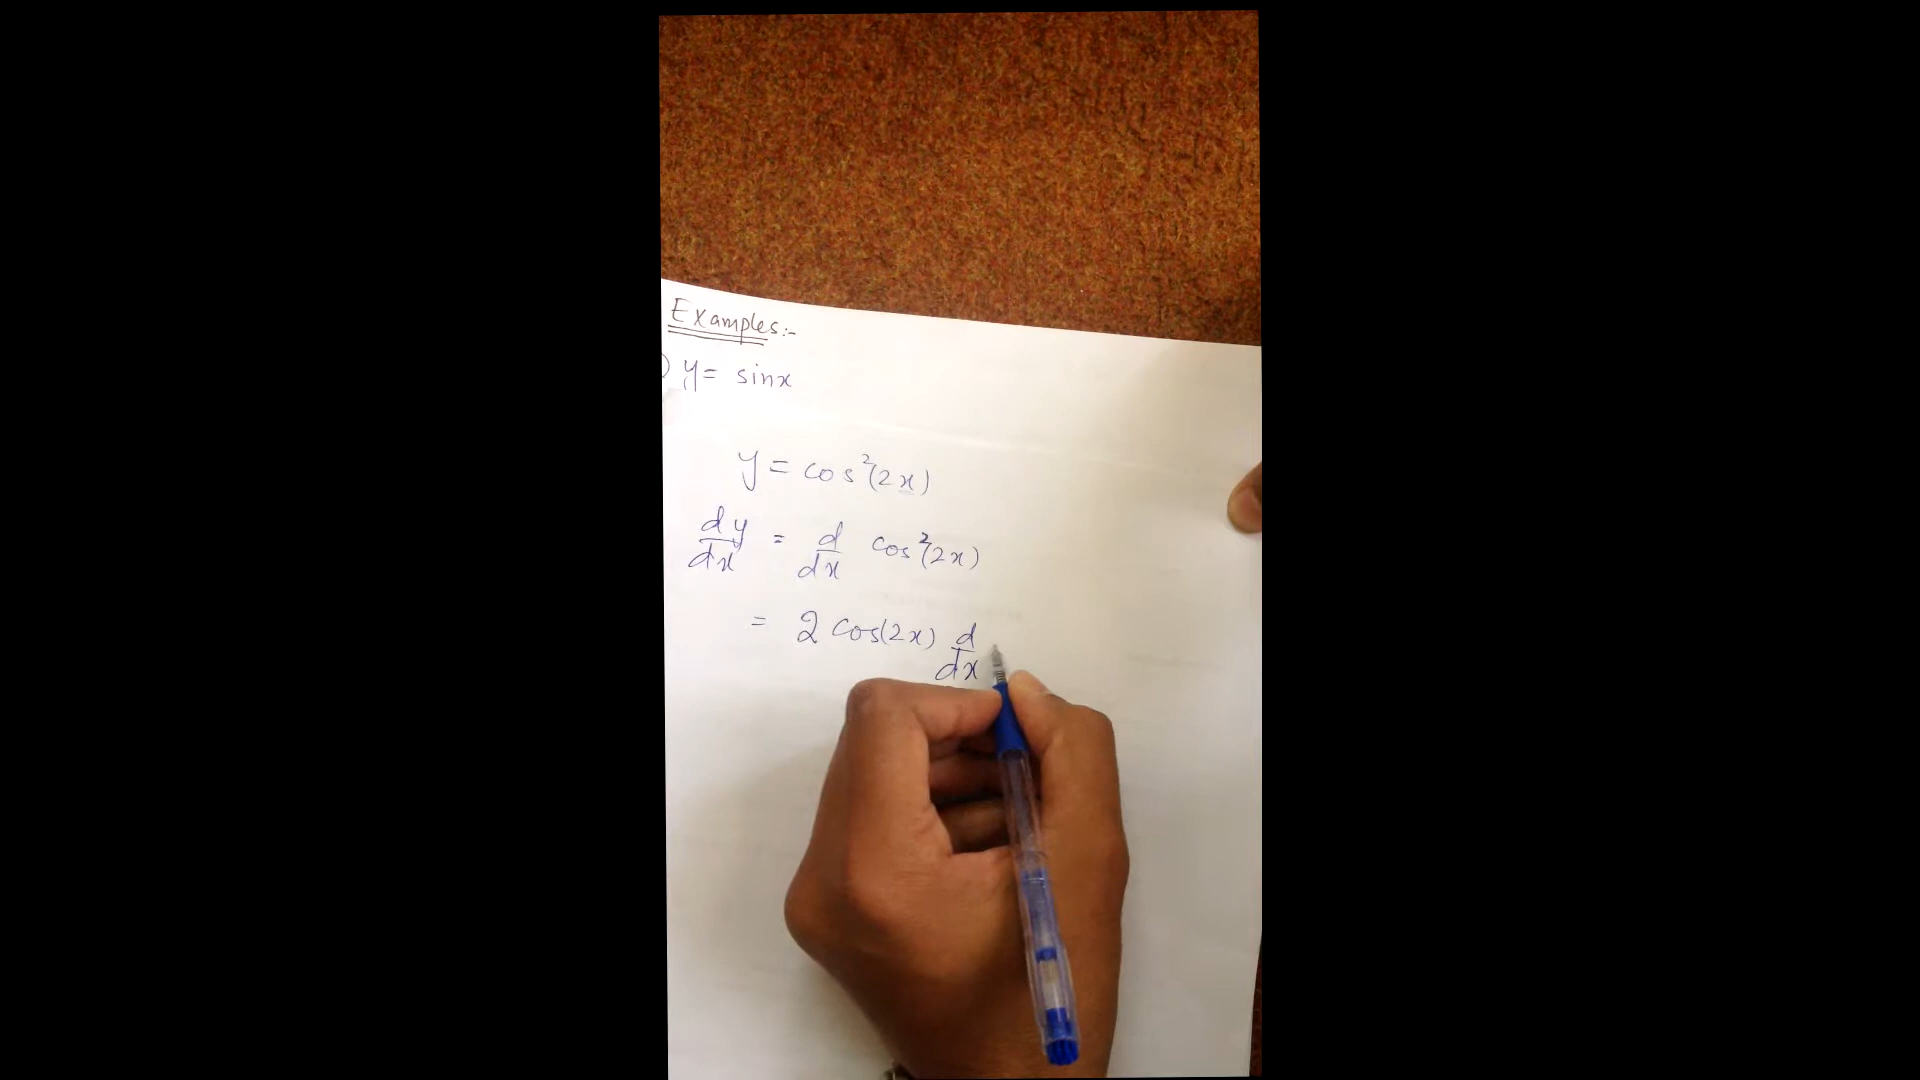 Examples:-
) y = sinx
y = cos²(2x)
dy/dx = d/dx cos²(2x)
= 2 cos(2x) d/dx